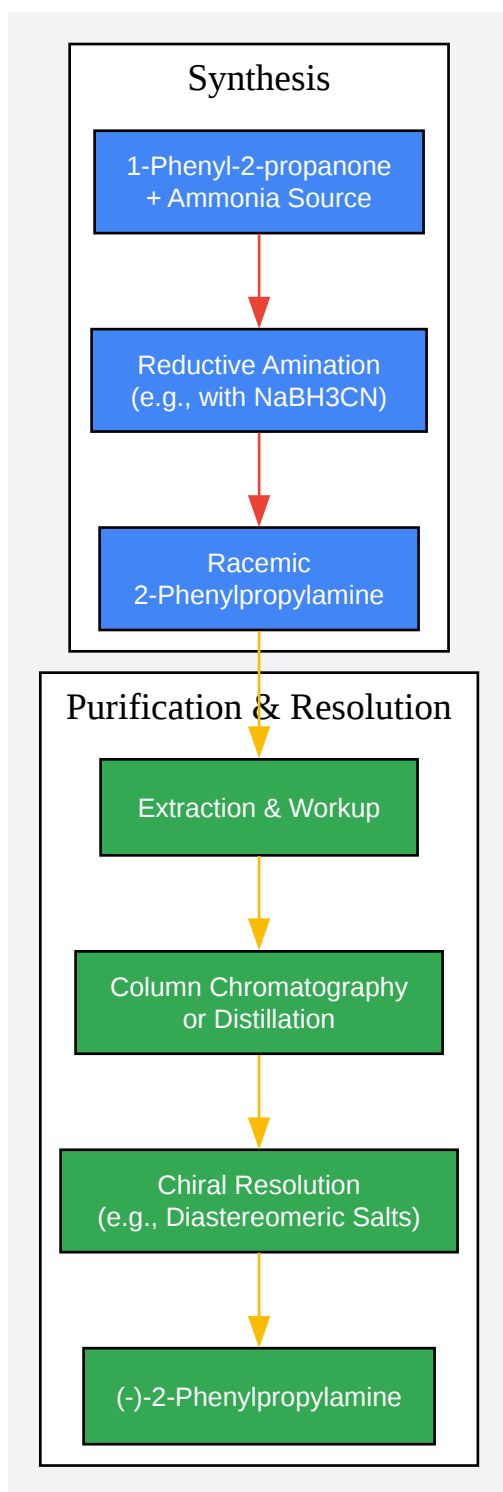 Synthesis
1-Phenyl-2-propanone
+ Ammonia Source
Reductive Amination
(e.g., with NaBH3CN)
Racemic
2-Phenylpropylamine
Purification & Resolution
Extraction & Workup
Column Chromatography
or Distillation
Chiral Resolution
(e.g., Diastereomeric Salts)
(-)-2-Phenylpropylamine